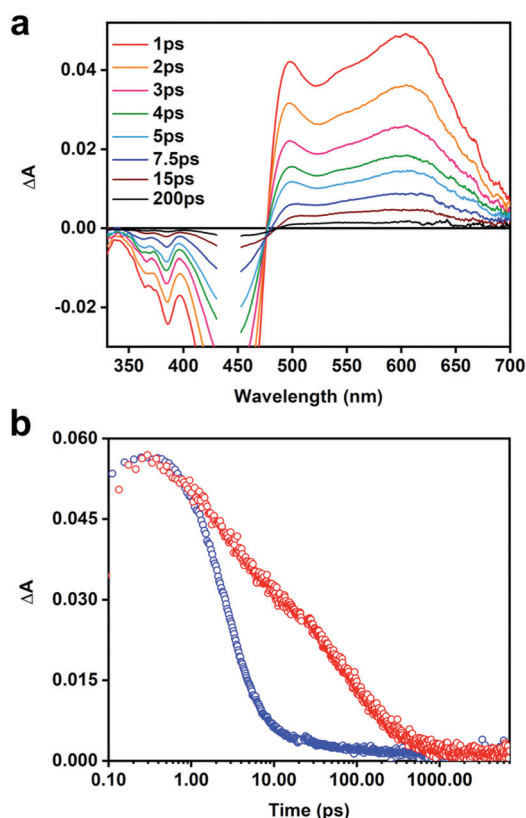 a
1ps
2ps
3ps
4ps
5ps
7.5ps
15ps
200ps
0.04
0.02
0.00
-0.02
ΔA
350 400 450 500 550 600 650 700
Wavelength (nm)
b
0.060
0.045
0.030
0.015
0.000
ΔA
0.10 1.00 10.00 100.00 1000.00
Time (ps)